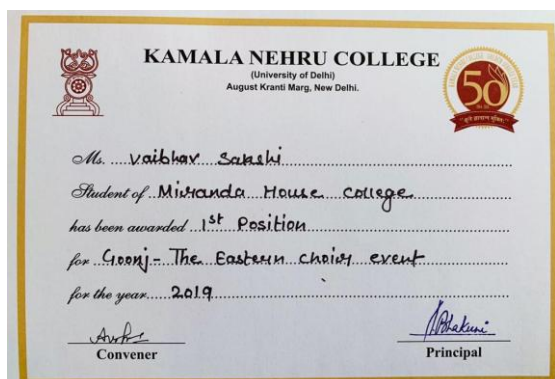 KAMALA NEHRU COLLEGE
(University of Delhi)
August Kranti Marg, New Delhi.
50
Ms. Vaibhav Sakshi
Student of Miranda House College
has been awarded 1st Position
for Goonj - The Eastern choir event
for the year 2019
Convener
Principal